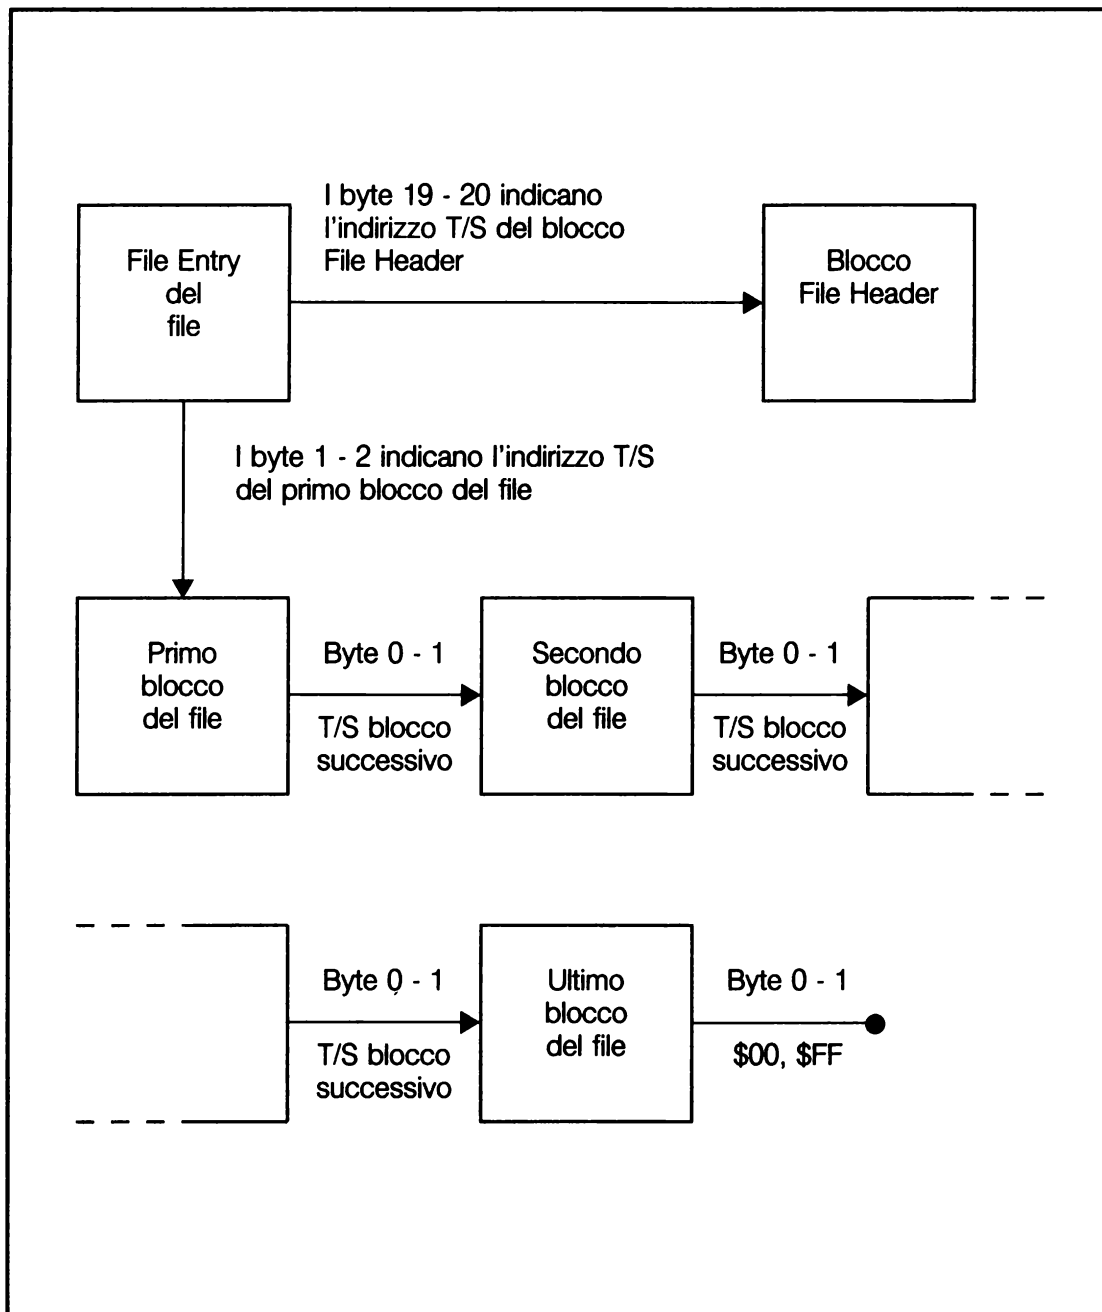 I byte 19 - 20 indicano
l'indirizzo T/S del blocco
File Header
File Entry
del
file
Blocco
File Header
I byte 1 - 2 indicano l'indirizzo T/S
del primo blocco del file
Primo
blocco
del file
Byte 0 - 1
T/S blocco
successivo
Secondo
blocco
del file
Byte 0 - 1
T/S blocco
successivo
Byte 0 - 1
T/S blocco
successivo
Ultimo
blocco
del file
Byte 0 - 1
$00, $FF